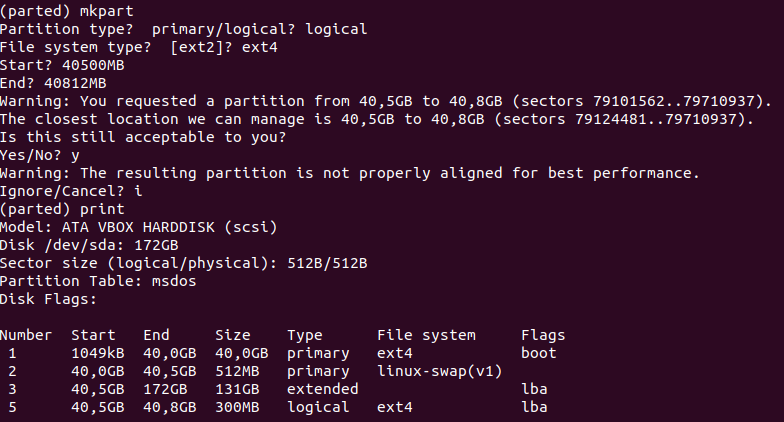 (parted) mkpart
Partition type?  primary/logical? logical
File system type?  [ext2]? ext4
Start? 40500MB
End? 40812MB
Warning: You requested a partition from 40,5GB to 40,8GB (sectors 79101562..79710937).
The closest location we can manage is 40,5GB to 40,8GB (sectors 79124481..79710937).
Is this still acceptable to you?
Yes/No? y
Warning: The resulting partition is not properly aligned for best performance.
Ignore/Cancel? i
(parted) print
Model: ATA VBOX HARDDISK (scsi)
Disk /dev/sda: 172GB
Sector size (logical/physical): 512B/512B
Partition Table: msdos
Disk Flags:
Number  Start   End     Size    Type      File system     Flags
 1      1049kB  40,0GB  40,0GB  primary   ext4            boot
 2      40,0GB  40,5GB  512MB   primary   linux-swap(v1)
 3      40,5GB  172GB   131GB   extended                  lba
 5      40,5GB  40,8GB  300MB   logical   ext4            lba